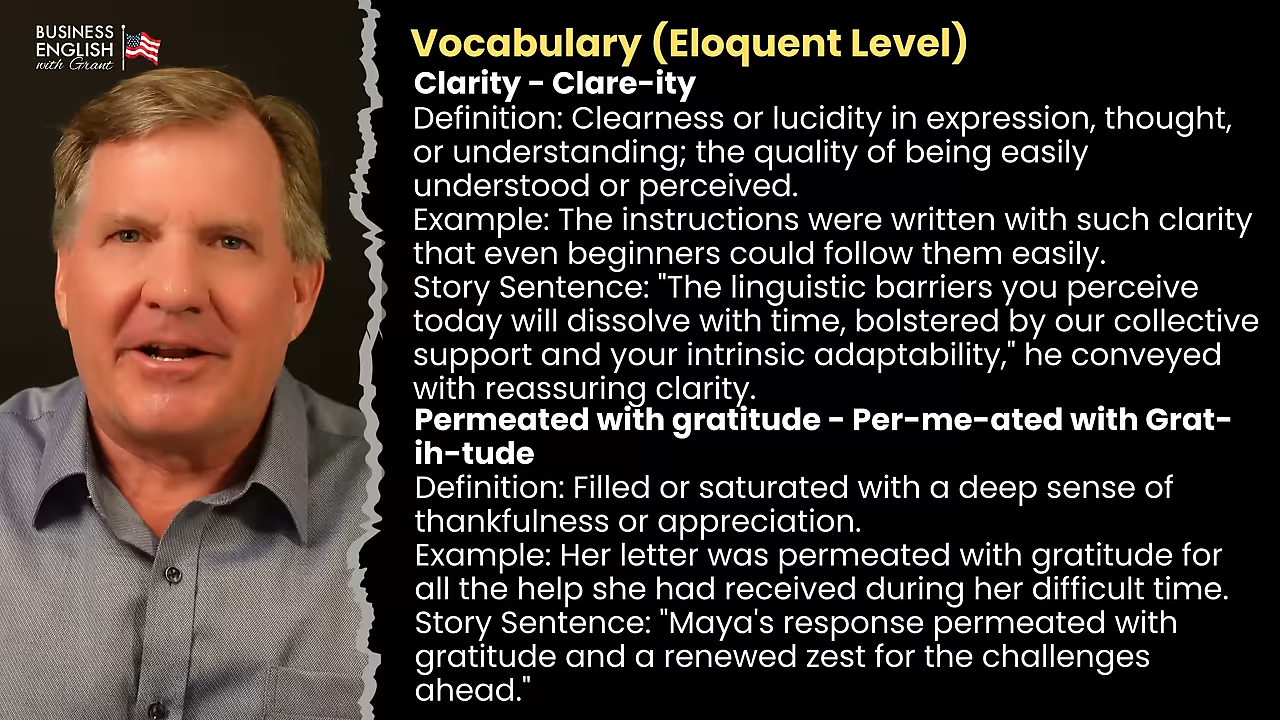 BUSINESS
ENGLISH
with Grant
Vocabulary (Eloquent Level)
Clarity – Clare-ity
Definition: Clearness or lucidity in expression, thought,
or understanding; the quality of being easily
understood or perceived.
Example: The instructions were written with such clarity
that even beginners could follow them easily.
Story Sentence: "The linguistic barriers you perceive
today will dissolve with time, bolstered by our collective
support and your intrinsic adaptability," he conveyed
with reassuring clarity.
Permeated with gratitude – Per-me-ated with Grat-
ih-tude
Definition: Filled or saturated with a deep sense of
thankfulness or appreciation.
Example: Her letter was permeated with gratitude for
all the help she had received during her difficult time.
Story Sentence: "Maya's response permeated with
gratitude and a renewed zest for the challenges
ahead."